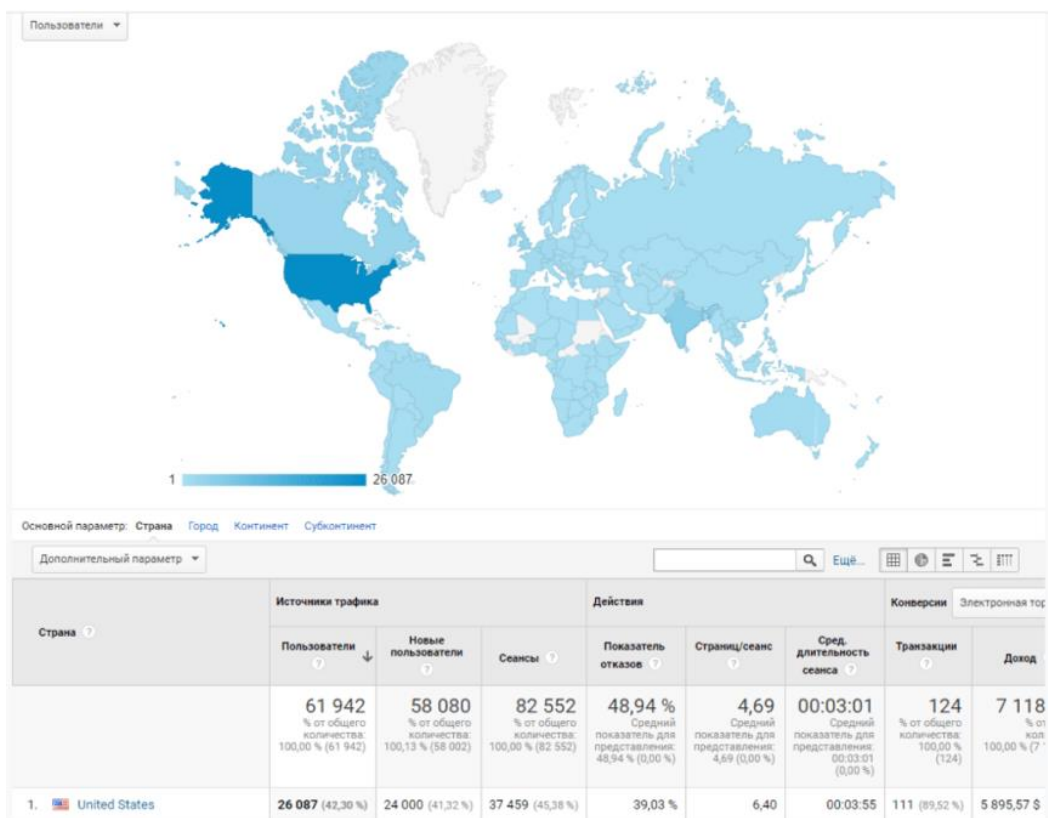 Пользователи
1
26 087
Основной параметр: Страна Город Континент Субконтинент
Дополнительный параметр
Ещё...
Страна ?
Источники трафика
Действия
Конверсии Электронная тор
Пользователи ?
Новые пользователи ?
Сеансы ?
Показатель отказов ?
Страниц/сеанс ?
Сред. длительность сеанса ?
Транзакции ?
Доход
61 942
% от общего
количества:
100,00 % (61 942)
58 080
% от общего
количества:
100,13 % (58 002)
82 552
% от общего
количества:
100,00 % (82 552)
48,94 %
Средний
показатель для
представления:
48,94 % (0,00 %)
4,69
Средний
показатель для
представления:
4,69 (0,00 %)
00:03:01
Средний
показатель для
представления:
00:03:01
(0,00 %)
124
% от общего
количества:
100,00 %
(124)
7 118
% от
кол
100,00 % (7
1. United States 26 087 (42,30 %) 24 000 (41,32 %) 37 459 (45,38 %) 39,03 % 6,40 00:03:55 111 (89,52 %) 5 895,57 $